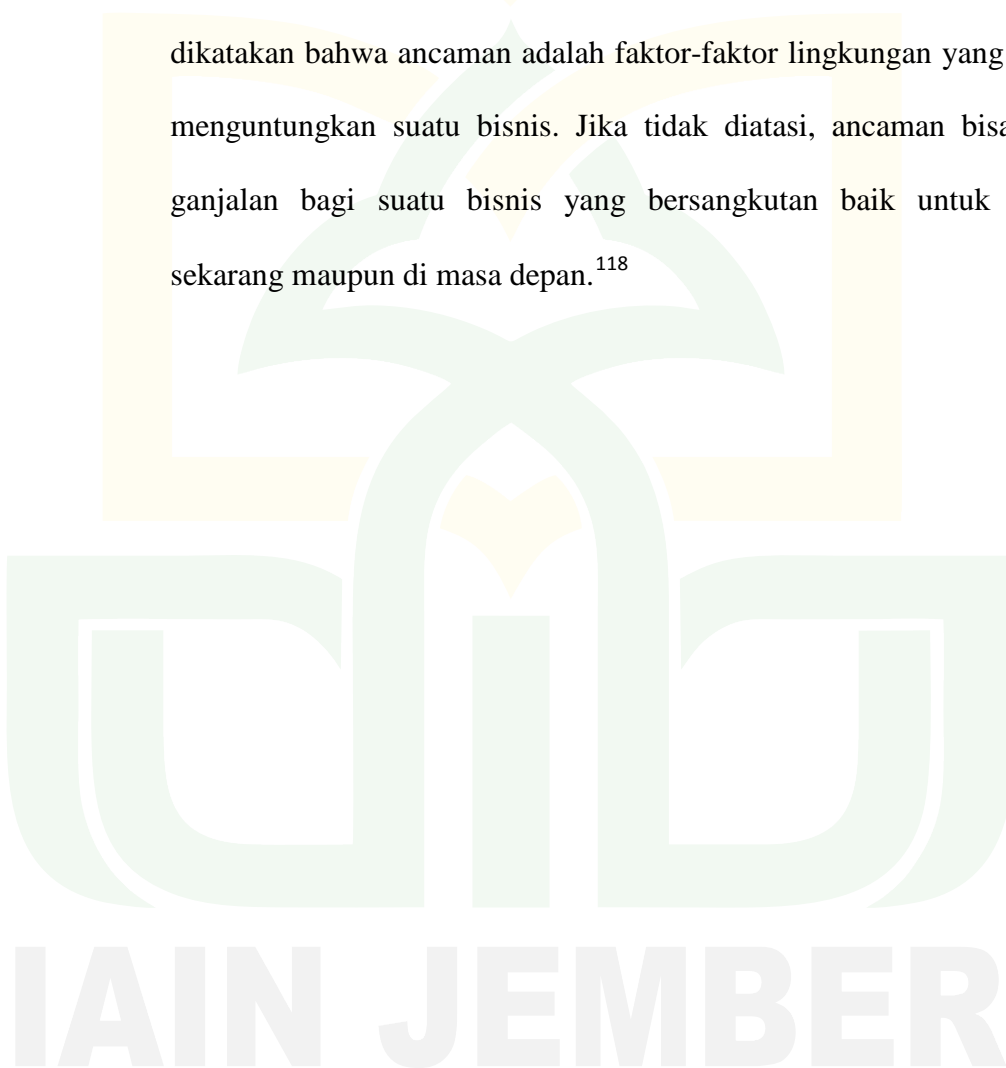 dikatakan bahwa ancaman adalah faktor-faktor lingkungan yang
menguntungkan suatu bisnis. Jika tidak diatasi, ancaman bisa
ganjalan bagi suatu bisnis yang bersangkutan baik untuk
sekarang maupun di masa depan.118
IAIN JEMBER